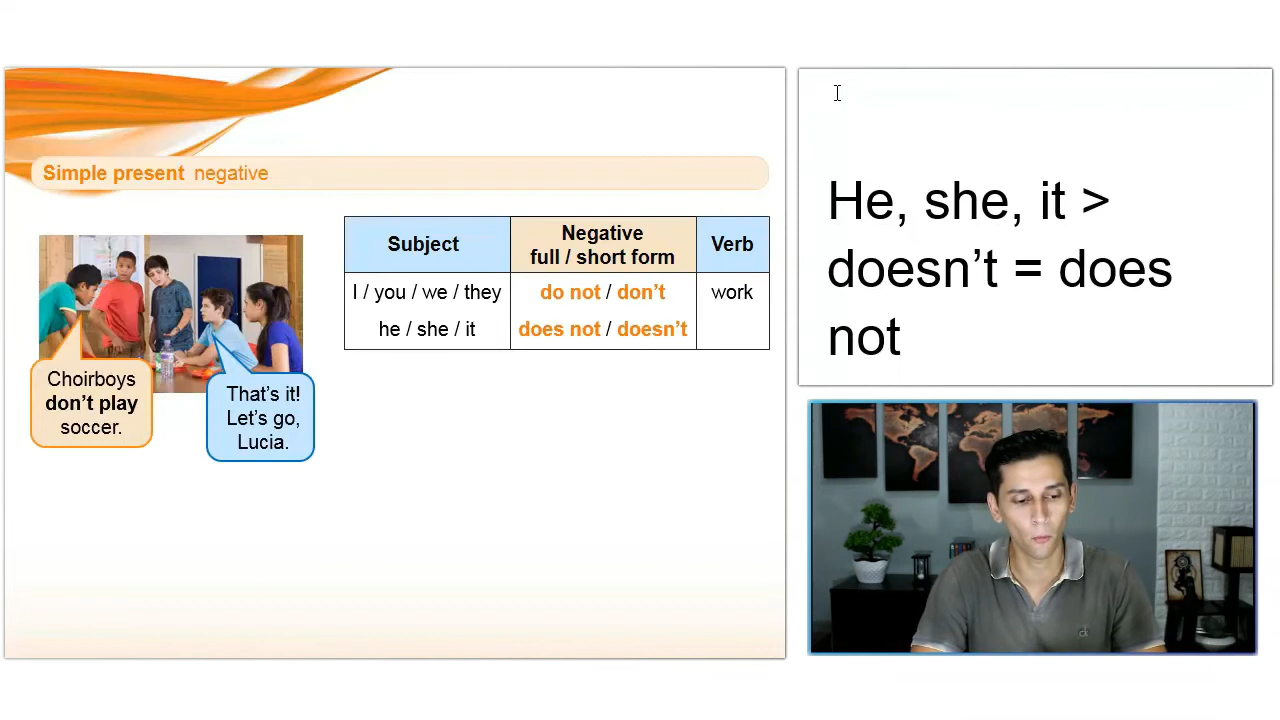 Simple present negative
Subject
Negative
full / short form
Verb
I / you / we / they
do not / don't
work
he / she / it
does not / doesn't
Choirboys
don't play
soccer.
That's it!
Let's go,
Lucia.
He, she, it >
doesn't = does
not
ck